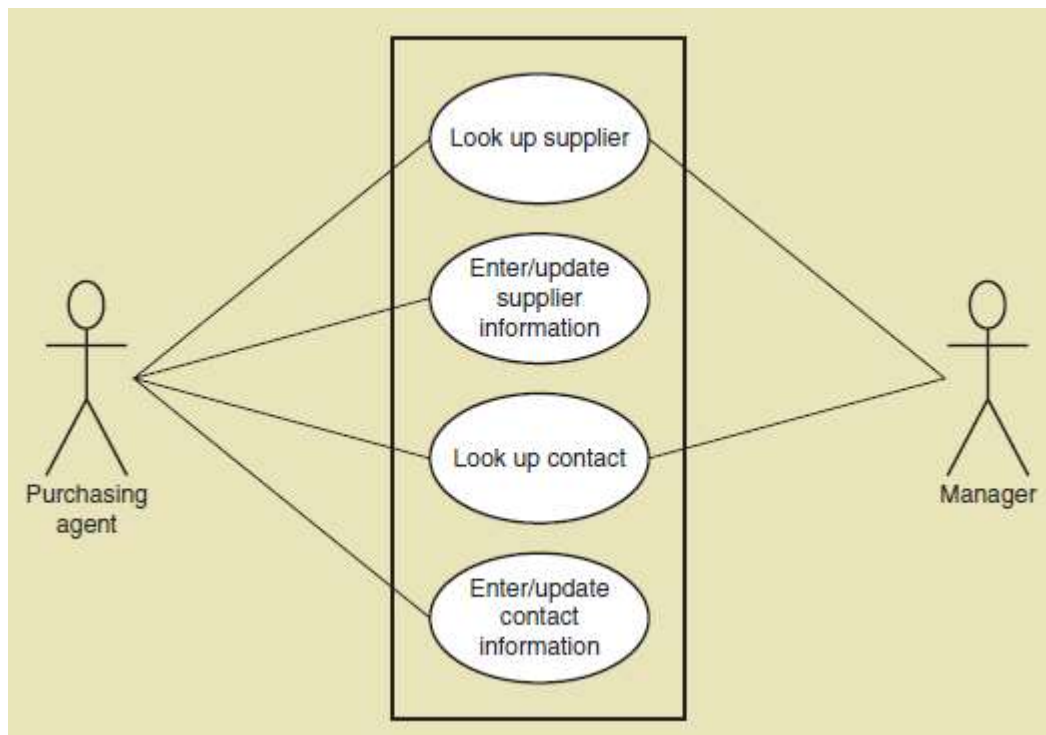 Look up supplier
Enter/update
supplier
information
Look up contact
Enter/update
contact
information
Purchasing
agent
Manager